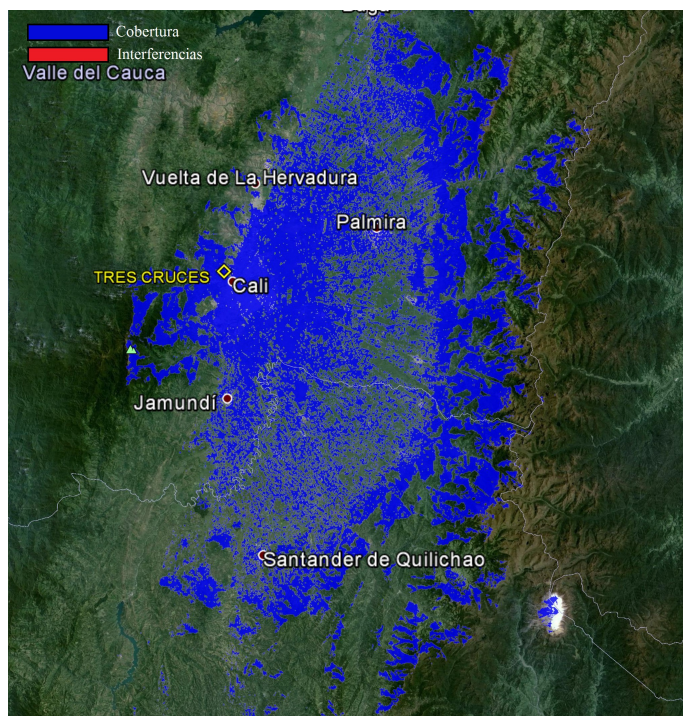 Cobertura
Interferencias
Valle del Cauca
Vuelta de La Hervadura
Palmira
TRES CRUCES
Cali
Jamundí
Santander de Quilichao